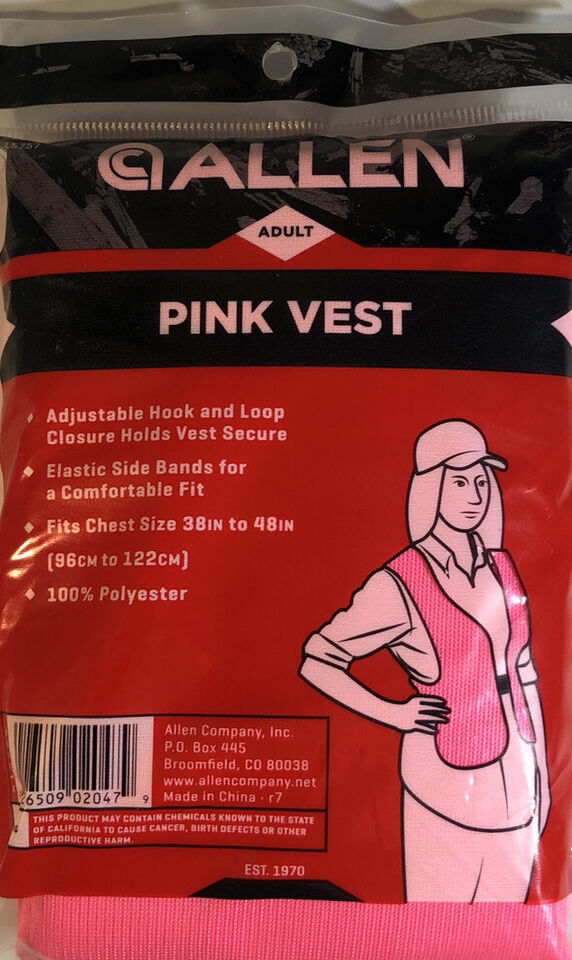 15757
ALLEN®
ADULT
PINK VEST
Adjustable Hook and Loop
Closure Holds Vest Secure
Elastic Side Bands for
a Comfortable Fit
Fits Chest Size 38IN to 48IN
(96CM to 122CM)
100% Polyester
Allen Company, Inc.
P.O. Box 445
Broomfield, CO 80038
www.allencompany.net
Made in China · r7
26509 02047 9
THIS PRODUCT MAY CONTAIN CHEMICALS KNOWN TO THE STATE
OF CALIFORNIA TO CAUSE CANCER, BIRTH DEFECTS OR OTHER
REPRODUCTIVE HARM.
EST. 1970